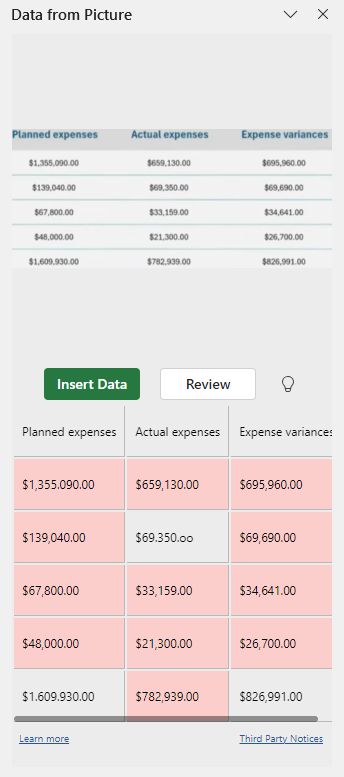 Data from Picture
Planned expenses Actual expenses Expense variances
$1,355,090.00 $659,130.00 $695,960.00
$139,040.00 $69,350.00 $69,690.00
$67,800.00 $33,159.00 $34,641.00
$48,000.00 $21,300.00 $26,700.00
$1,609,930.00 $782,939.00 $826,991.00
Insert Data Review
Planned expenses Actual expenses Expense variances
$1,355.090.00 $659,130.00 $695,960.00
$139,040.00 $69.350.oo $69,690.00
$67,800.00 $33,159.00 $34,641.00
$48,000.00 $21,300.00 $26,700.00
$1.609.930.00 $782,939.00 $826,991.00
Learn more Third Party Notices